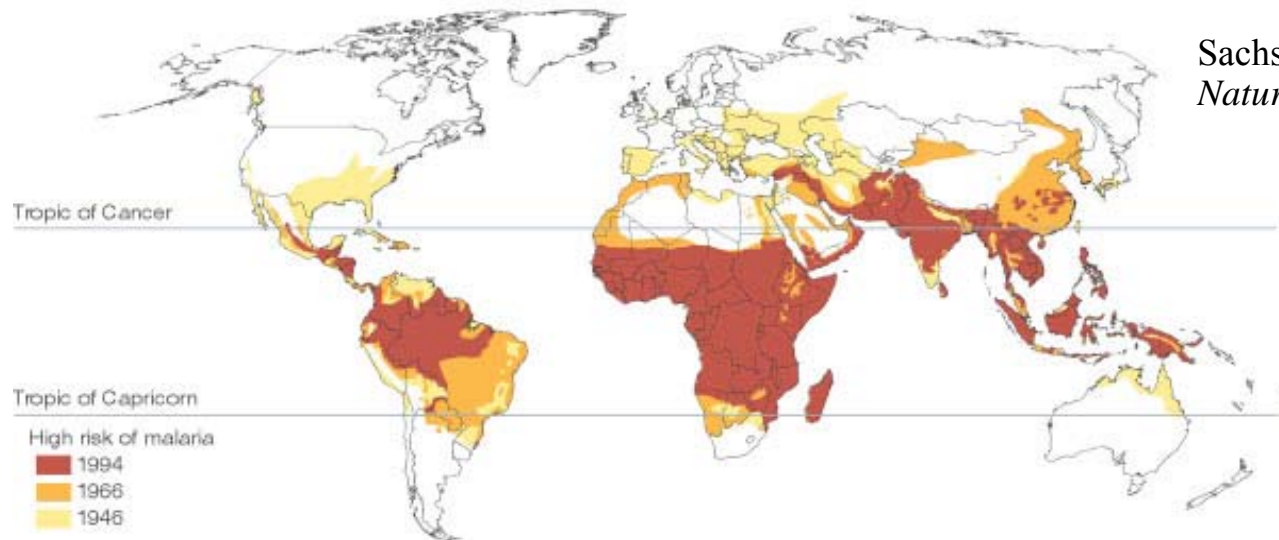 Sachs
Natur
Tropic of Cancer
Tropic of Capricorn
High risk of malaria
1994
1966
1946